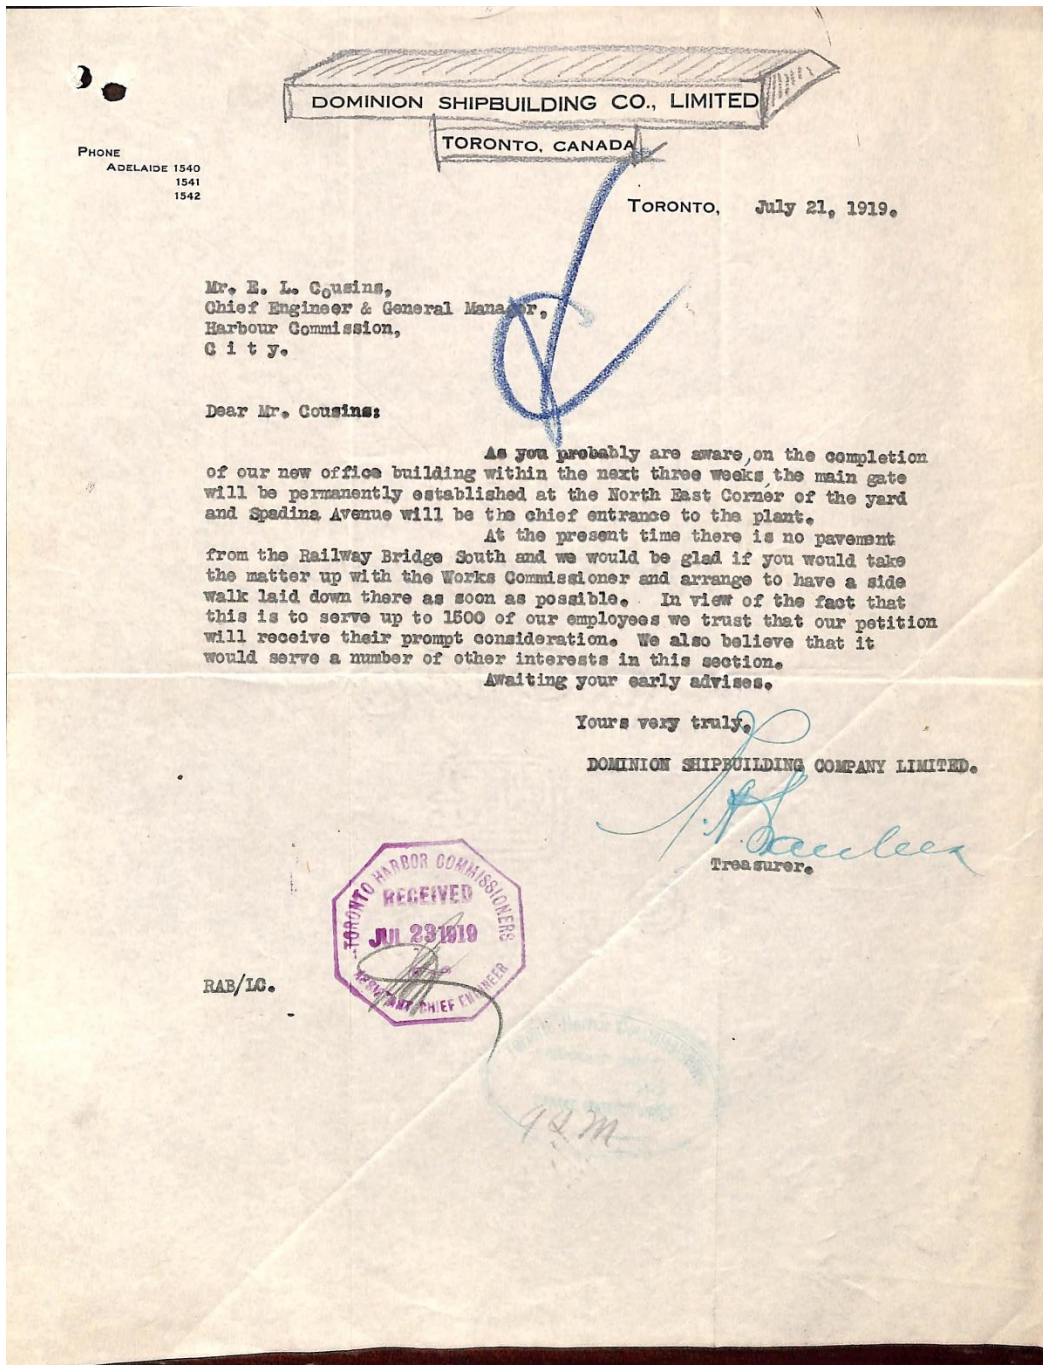 DOMINION SHIPBUILDING CO., LIMITED
TORONTO, CANADA
PHONE
ADELAIDE 1540
1541
1542
TORONTO, July 21, 1919.
Mr. E. L. Cousins,
Chief Engineer & General Manager,
Harbour Commission,
C i t y.
Dear Mr. Cousins:
As you probably are aware, on the completion
of our new office building within the next three weeks, the main gate
will be permanently established at the North East Corner of the yard
and Spadina Avenue will be the chief entrance to the plant.
At the present time there is no pavement
from the Railway Bridge South and we would be glad if you would take
the matter up with the Works Commissioner and arrange to have a side
walk laid down there as soon as possible. In view of the fact that
this is to serve up to 1500 of our employees we trust that our petition
will receive their prompt consideration. We also believe that it
would serve a number of other interests in this section.
Awaiting your early advises.
Yours very truly,
DOMINION SHIPBUILDING COMPANY LIMITED.
Treasurer.
TORONTO HARBOR COMMISSIONERS
RECEIVED
JUL 23 1919
ASSISTANT CHIEF ENGINEER
RAB/LC.